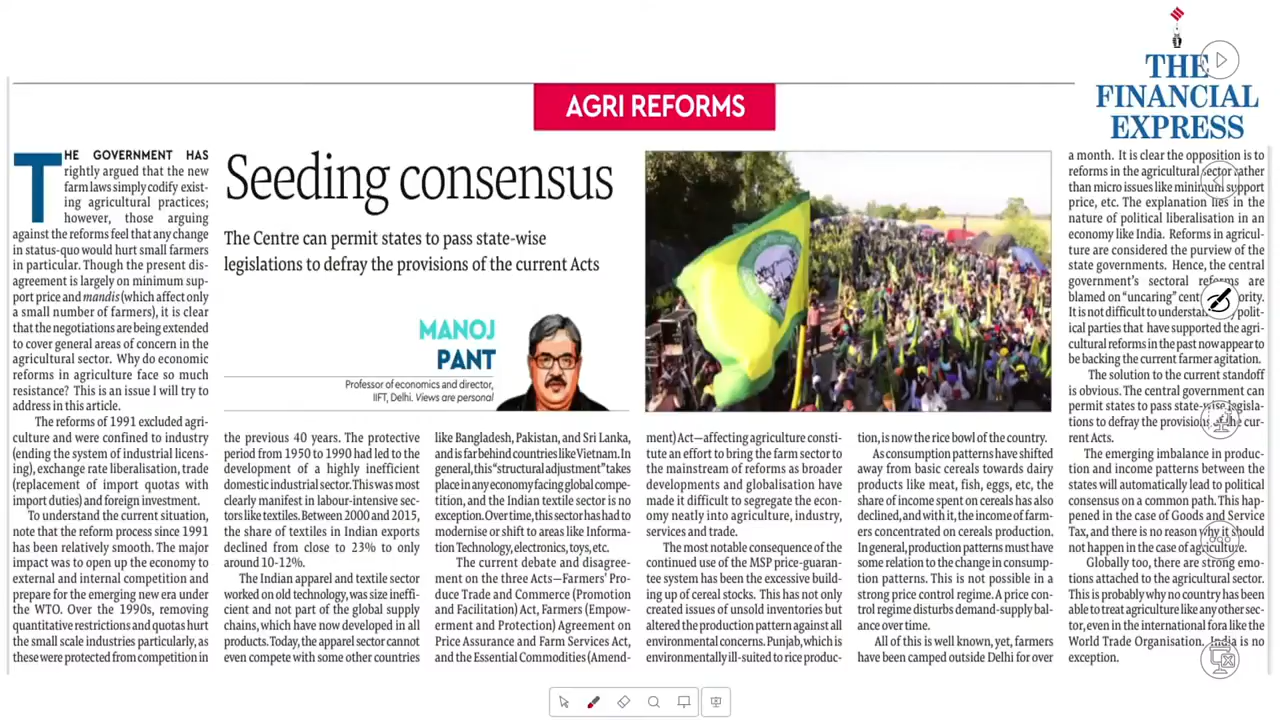 THE
FINANCIAL
EXPRESS
AGRI REFORMS
Seeding consensus
The Centre can permit states to pass state-wise
legislations to defray the provisions of the current Acts
MANOJ
PANT
Professor of economics and director,
IIFT, Delhi. Views are personal
THE GOVERNMENT HAS
rightly argued that the new
farm laws simply codify exist-
ing agricultural practices;
however, those arguing
against the reforms feel that any change
in status-quo would hurt small farmers
in particular. Though the present dis-
agreement is largely on minimum sup-
port price and mandis (which affect only
a small number of farmers), it is clear
that the negotiations are being extended
to cover general areas of concern in the
agricultural sector. Why do economic
reforms in agriculture face so much
resistance? This is an issue I will try to
address in this article.
The reforms of 1991 excluded agri-
culture and were confined to industry
(ending the system of industrial licens-
ing), exchange rate liberalisation, trade
(replacement of import quotas with
import duties) and foreign investment.
To understand the current situation,
note that the reform process since 1991
has been relatively smooth. The major
impact was to open up the economy to
external and internal competition and
prepare for the emerging new era under
the WTO. Over the 1990s, removing
quantitative restrictions and quotas hurt
the small scale industries particularly, as
these were protected from competition in
the previous 40 years. The protective
period from 1950 to 1990 had led to the
development of a highly inefficient
domestic industrial sector. This was most
clearly manifest in labour-intensive sec-
tors like textiles. Between 2000 and 2015,
the share of textiles in Indian exports
declined from close to 23% to only
around 10-12%.
The Indian apparel and textile sector
worked on old technology, was size ineffi-
cient and not part of the global supply
chains, which have now developed in all
products. Today, the apparel sector cannot
even compete with some other countries
like Bangladesh, Pakistan, and Sri Lanka,
and is far behind countries like Vietnam. In
general, this “structural adjustment” takes
place in any economy facing global compe-
tition, and the Indian textile sector is no
exception. Over time, this sector has had to
modernise or shift to areas like Informa-
tion Technology, electronics, toys, etc.
The current debate and disagree-
ment on the three Acts—Farmers’ Pro-
duce Trade and Commerce (Promotion
and Facilitation) Act, Farmers (Empow-
erment and Protection) Agreement on
Price Assurance and Farm Services Act,
and the Essential Commodities (Amend-
ment) Act—affecting agriculture consti-
tute an effort to bring the farm sector to
the mainstream of reforms as broader
developments and globalisation have
made it difficult to segregate the econ-
omy neatly into agriculture, industry,
services and trade.
The most notable consequence of the
continued use of the MSP price-guaran-
tee system has been the excessive build-
ing up of cereal stocks. This has not only
created issues of unsold inventories but
altered the production pattern against all
environmental concerns. Punjab, which is
environmentally ill-suited to rice produc-
tion, is now the rice bowl of the country.
As consumption patterns have shifted
away from basic cereals towards dairy
products like meat, fish, eggs, etc, the
share of income spent on cereals has also
declined, and with it, the income of farm-
ers concentrated on cereals production.
In general, production patterns must have
some relation to the change in consump-
tion patterns. This is not possible in a
strong price control regime. A price con-
trol regime disturbs demand-supply bal-
ance over time.
All of this is well known, yet, farmers
have been camped outside Delhi for over
a month. It is clear the opposition is to
reforms in the agricultural sector rather
than micro issues like minimum support
price, etc. The explanation lies in the
nature of political liberalisation in an
economy like India. Reforms in agricul-
ture are considered the purview of the
state governments. Hence, the central
government’s sectoral reforms are
blamed on “uncaring”
It is not difficult to polit-
ical parties that have supported the agri-
cultural reforms in the past now appear to
be backing the current farmer agitation.
The solution to the current standoff
is obvious. The central government can
permit states to pass state-wise legisla-
tions to defray the provisions of the cur-
rent Acts.
The emerging imbalance in produc-
tion and income patterns between the
states will automatically lead to political
consensus on a common path. This hap-
pened in the case of Goods and Service
Tax, and there is no reason why it should
not happen in the case of agriculture.
Globally too, there are strong emo-
tions attached to the agricultural sector.
This is probably why no country has been
able to treat agriculture like any other sec-
tor, even in the international fora like the
World Trade Organisation. India is no
exception.